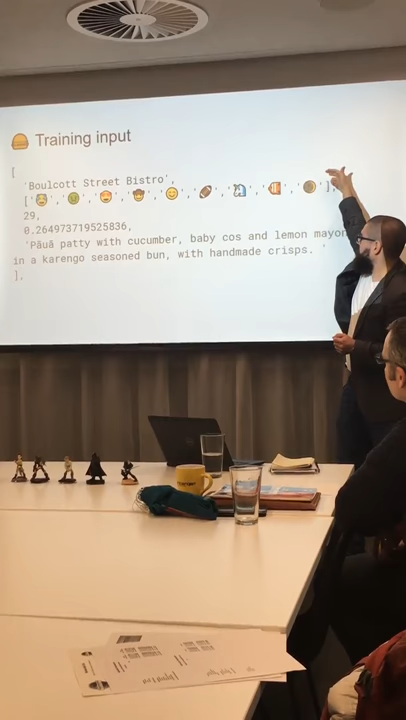 🍔 Training input
[
'Boulcott Street Bistro',
29,
0.264973719525836,
'Pāuā patty with cucumber, baby cos and lemon mayon
in a karengo seasoned bun, with handmade crisps. '
],